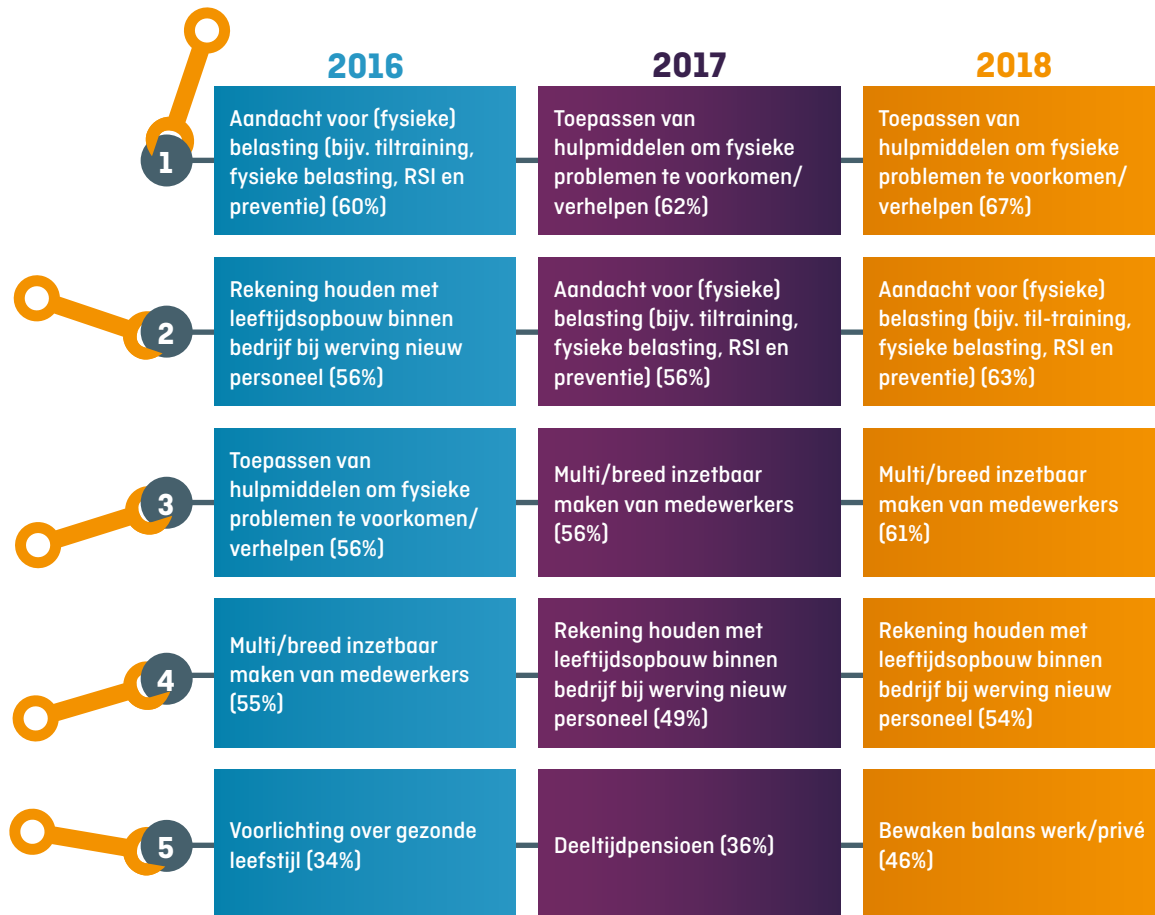 2016
2017
2018
1
Aandacht voor (fysieke)
belasting (bijv. tiltraining,
fysieke belasting, RSI en
preventie) (60%)
Toepassen van
hulpmiddelen om fysieke
problemen te voorkomen/
verhelpen (62%)
Toepassen van
hulpmiddelen om fysieke
problemen te voorkomen/
verhelpen (67%)
2
Rekening houden met
leeftijdsopbouw binnen
bedrijf bij werving nieuw
personeel (56%)
Aandacht voor (fysieke)
belasting (bijv. tiltraining,
fysieke belasting, RSI en
preventie) (56%)
Aandacht voor (fysieke)
belasting (bijv. til-training,
fysieke belasting, RSI en
preventie) (63%)
3
Toepassen van
hulpmiddelen om fysieke
problemen te voorkomen/
verhelpen (56%)
Multi/breed inzetbaar
maken van medewerkers
(56%)
Multi/breed inzetbaar
maken van medewerkers
(61%)
4
Multi/breed inzetbaar
maken van medewerkers
(55%)
Rekening houden met
leeftijdsopbouw binnen
bedrijf bij werving nieuw
personeel (49%)
Rekening houden met
leeftijdsopbouw binnen
bedrijf bij werving nieuw
personeel (54%)
5
Voorlichting over gezonde
leefstijl (34%)
Deeltijdpensioen (36%)
Bewaken balans werk/privé
(46%)